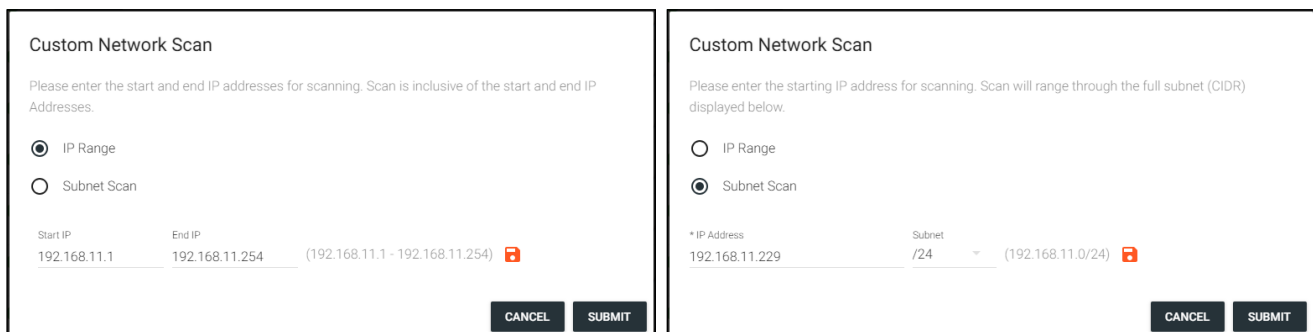 Custom Network Scan
Please enter the start and end IP addresses for scanning. Scan is inclusive of the start and end IP
Addresses.
IP Range
Subnet Scan
Start IP End IP
192.168.11.1 192.168.11.254 (192.168.11.1 - 192.168.11.254)
CANCEL SUBMIT
Custom Network Scan
Please enter the starting IP address for scanning. Scan will range through the full subnet (CIDR)
displayed below.
IP Range
Subnet Scan
* IP Address Subnet
192.168.11.229 /24 (192.168.11.0/24)
CANCEL SUBMIT